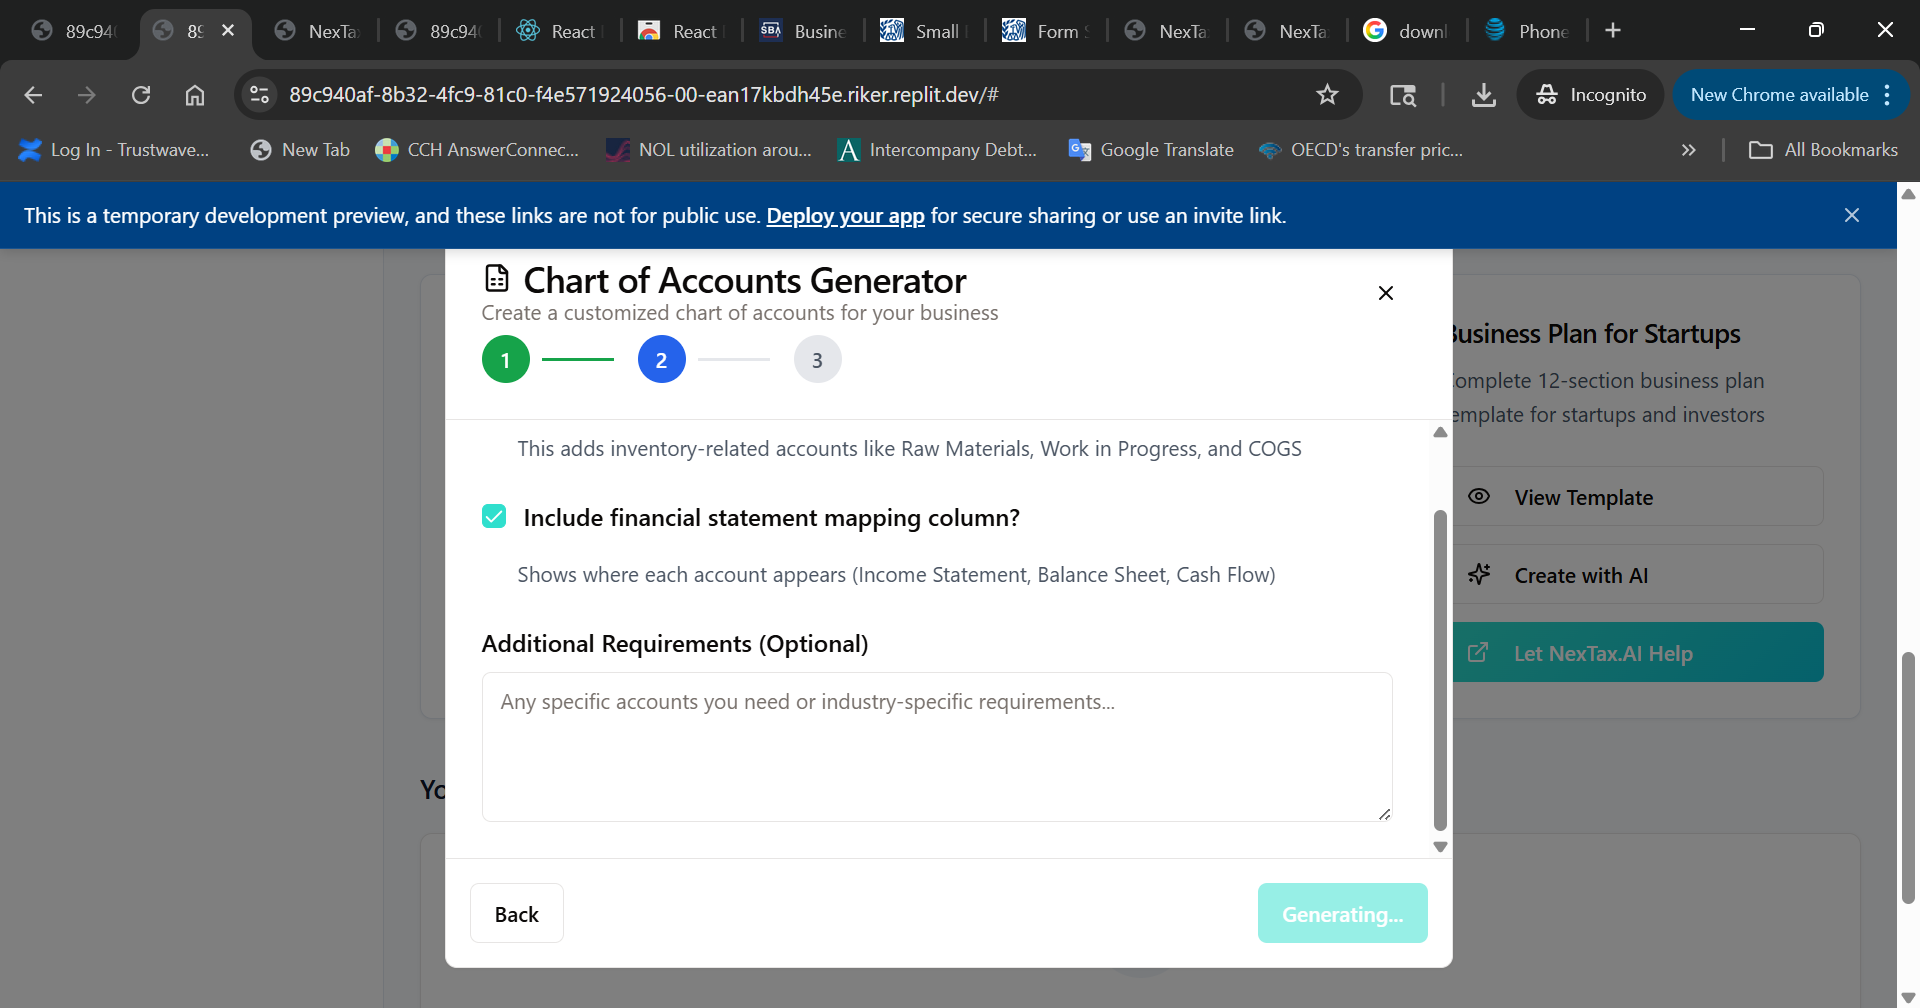 89c94
89
NexTa
89c94
React
React
Busine
Small
Form
NexTa
NexTa
downl
Phone
89c940af-8b32-4fc9-81c0-f4e571924056-00-ean17kbdh45e.riker.replit.dev/#
Incognito
New Chrome available
Log In - Trustwave...
New Tab
CCH AnswerConnec...
NOL utilization arou...
Intercompany Debt...
Google Translate
OECD's transfer pric...
All Bookmarks
This is a temporary development preview, and these links are not for public use. Deploy your app for secure sharing or use an invite link.
Chart of Accounts Generator
Create a customized chart of accounts for your business
1
2
3
This adds inventory-related accounts like Raw Materials, Work in Progress, and COGS
Include financial statement mapping column?
Shows where each account appears (Income Statement, Balance Sheet, Cash Flow)
Additional Requirements (Optional)
Any specific accounts you need or industry-specific requirements...
Back
Generating...
Business Plan for Startups
omplete 12-section business plan
emplate for startups and investors
View Template
Create with AI
Let NexTax.AI Help
Yo